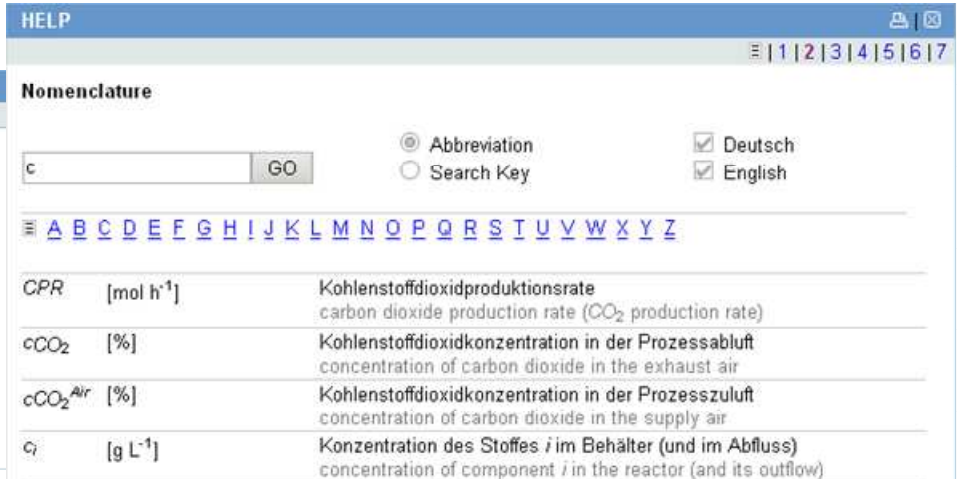 HELP
|1|2|3|4|5|6|7
Nomenclature
c GO
Abbreviation
Search Key
Deutsch
English
A B C D E F G H I J K L M N O P Q R S T U V W X Y Z
CPR [mol h⁻¹] Kohlenstoffdioxidproduktionsrate
carbon dioxide production rate (CO₂ production rate)
cCO₂ [%] Kohlenstoffdioxidkonzentration in der Prozessabluft
concentration of carbon dioxide in the exhaust air
cCO₂ᴬⁱʳ [%] Kohlenstoffdioxidkonzentration in der Prozesszuluft
concentration of carbon dioxide in the supply air
cᵢ [g L⁻¹] Konzentration des Stoffes i im Behälter (und im Abfluss)
concentration of component i in the reactor (and its outflow)